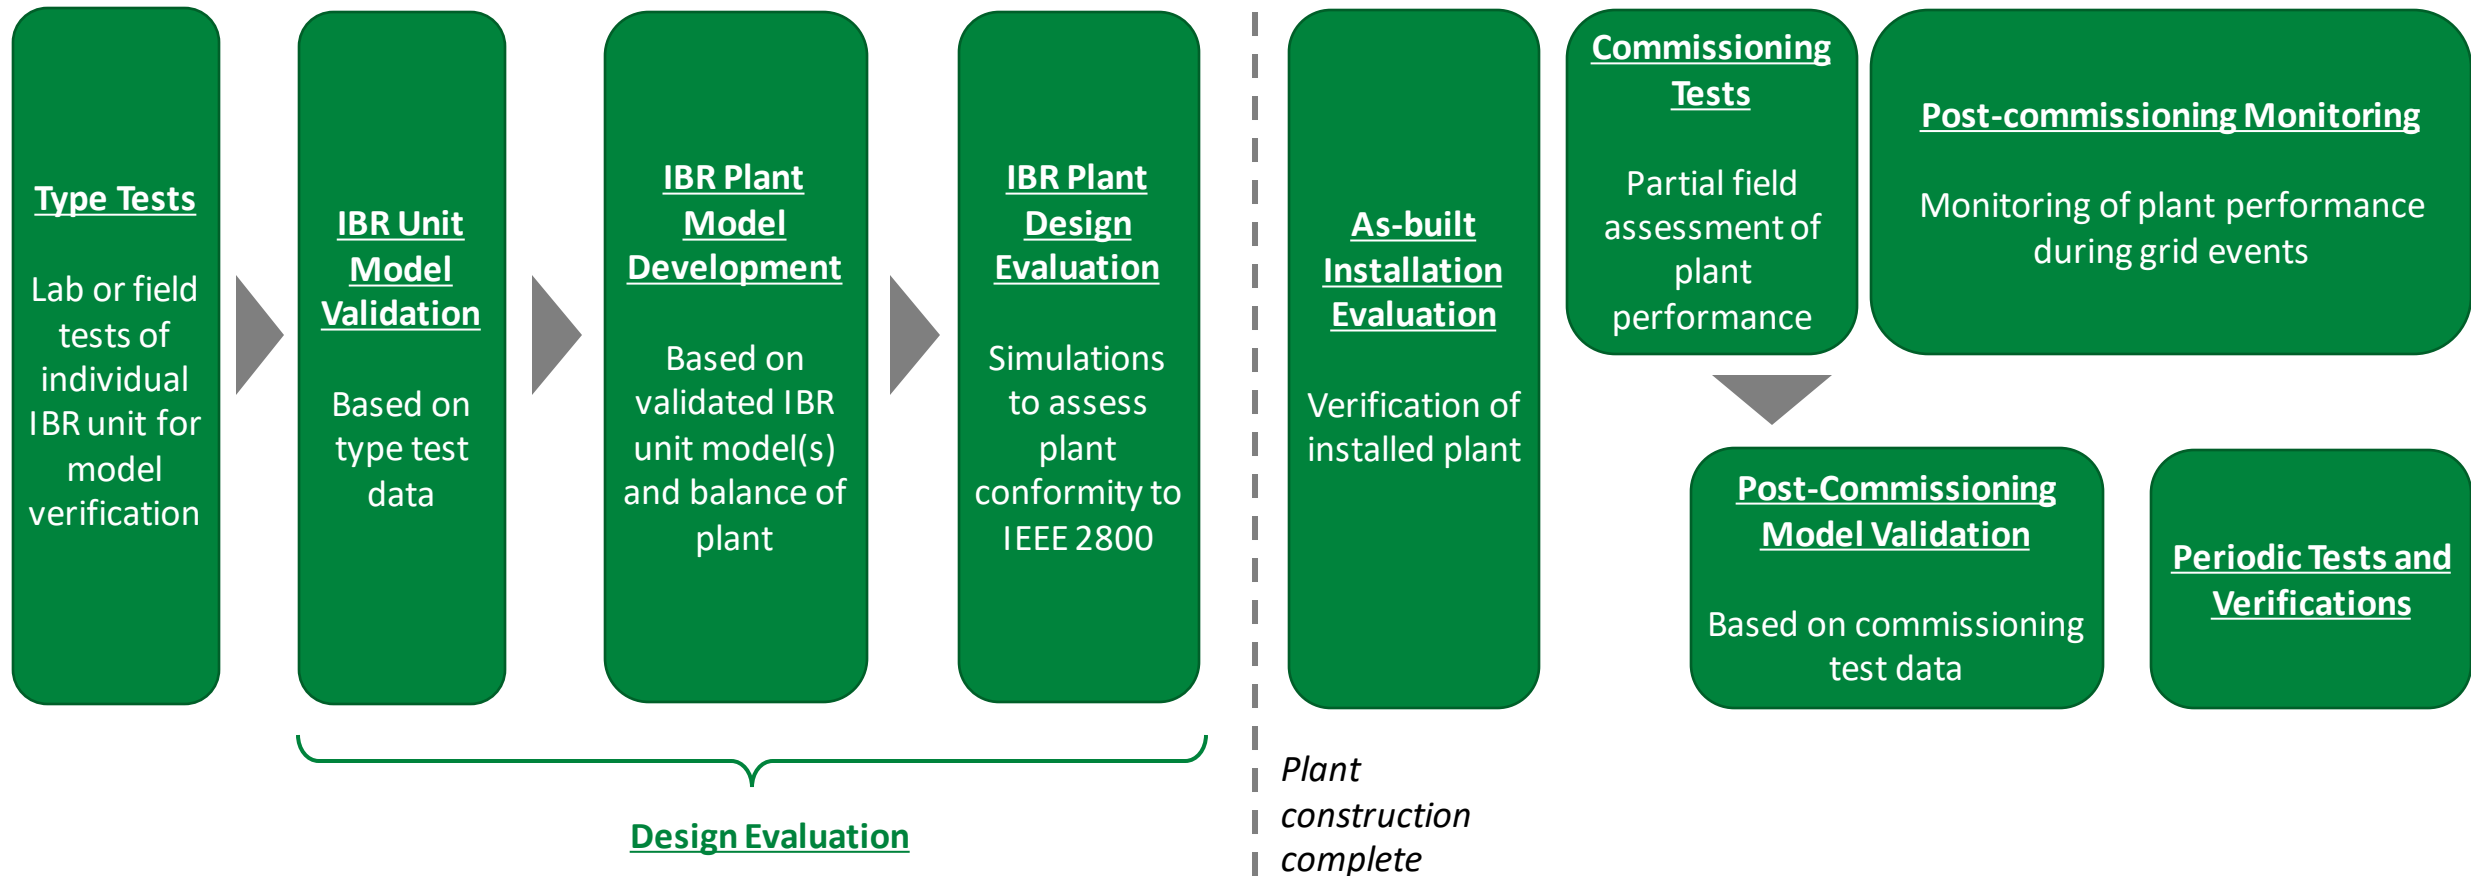 Type Tests
Lab or field
tests of
individual
IBR unit for
model
verification
IBR Unit
Model
Validation
Based on
type test
data
IBR Plant
Model
Development
Based on
validated IBR
unit model(s)
and balance of
plant
IBR Plant
Design
Evaluation
Simulations
to assess
plant
conformity to
IEEE 2800
Design Evaluation
Plant
construction
complete
As-built
Installation
Evaluation
Verification of
installed plant
Commissioning
Tests
Partial field
assessment of
plant
performance
Post-commissioning Monitoring
Monitoring of plant performance
during grid events
Post-Commissioning
Model Validation
Based on commissioning
test data
Periodic Tests and
Verifications